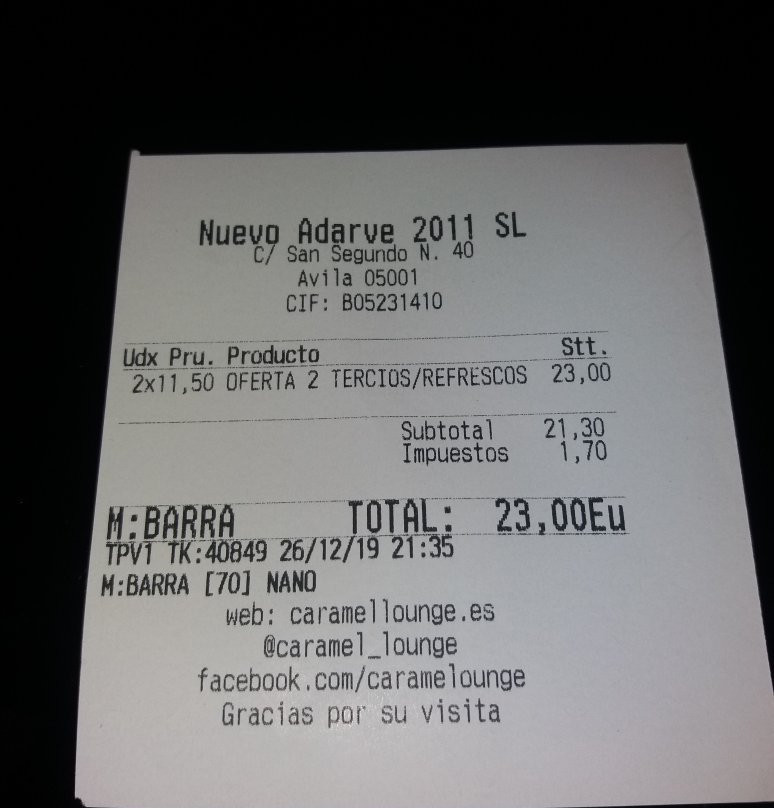 Nuevo Adarve 2011 SL
C/ San Segundo N. 40
Avila 05001
CIF: B05231410
Udx Pru. Producto Stt.
2x11,50 OFERTA 2 TERCIOS/REFRESCOS 23,00
Subtotal 21,30
Impuestos 1,70
M:BARRA TOTAL: 23,00Eu
TPV1 TK:40849 26/12/19 21:35
M:BARRA [70] NANO
web: caramellounge.es
@caramel_lounge
facebook.com/caramelounge
Gracias por su visita